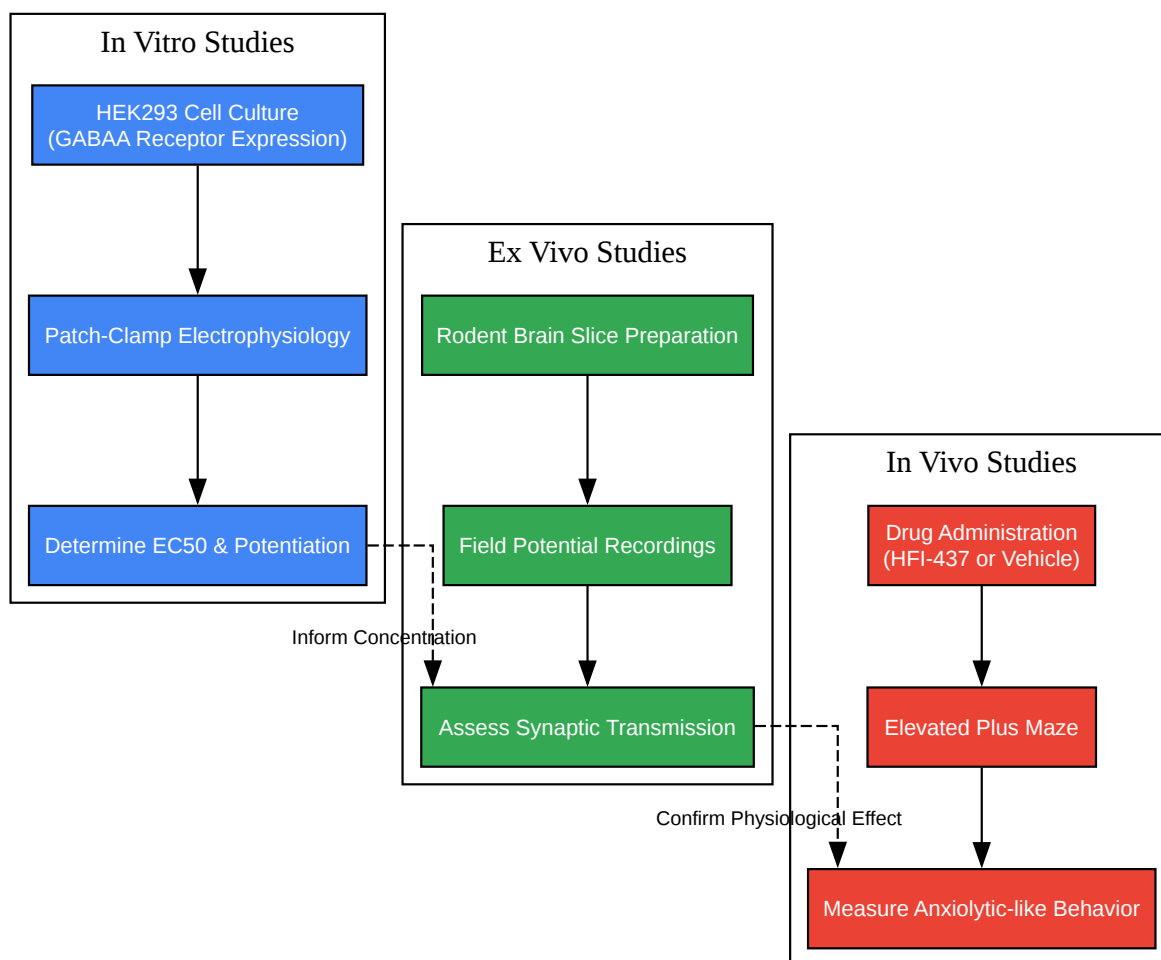 In Vitro Studies
HEK293 Cell Culture
(GABAA Receptor Expression)
Patch-Clamp Electrophysiology
Determine EC50 & Potentiation
Inform Concentration
Ex Vivo Studies
Rodent Brain Slice Preparation
Field Potential Recordings
Assess Synaptic Transmission
Confirm Physiological Effect
In Vivo Studies
Drug Administration
(HFI-437 or Vehicle)
Elevated Plus Maze
Measure Anxiolytic-like Behavior